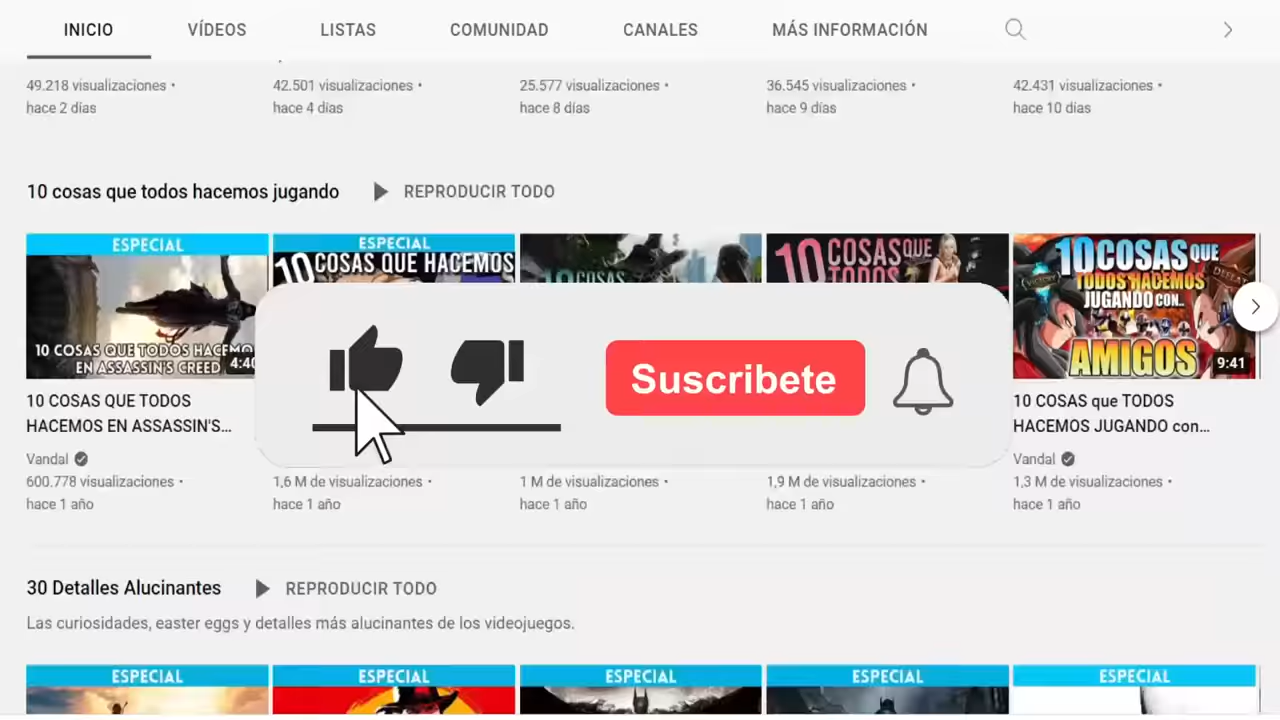 INICIO VÍDEOS LISTAS COMUNIDAD CANALES MÁS INFORMACIÓN
49.218 visualizaciones • 42.501 visualizaciones • 25.577 visualizaciones • 36.545 visualizaciones • 42.431 visualizaciones •
hace 2 días hace 4 días hace 8 días hace 9 días hace 10 días
10 cosas que todos hacemos jugando REPRODUCIR TODO
ESPECIAL ESPECIAL
10 COSAS QUE HACEMOS
10 COSAS
10 COSAS QUE
TODOS
10 COSAS QUE
TODOS HACEMOS
JUGANDO CON..
AMIGOS
VICTORY DEFEAT
10 COSAS QUE TODOS HACEMO
EN ASSASSIN'S CREED
4:40
9:41
Suscribete
10 COSAS QUE TODOS
HACEMOS EN ASSASSIN'S...
10 COSAS que TODOS
HACEMOS JUGANDO con...
Vandal Vandal
600.778 visualizaciones • 1,6 M de visualizaciones • 1 M de visualizaciones • 1,9 M de visualizaciones • 1,3 M de visualizaciones •
hace 1 año hace 1 año hace 1 año hace 1 año hace 1 año
30 Detalles Alucinantes REPRODUCIR TODO
Las curiosidades, easter eggs y detalles más alucinantes de los videojuegos.
ESPECIAL ESPECIAL ESPECIAL ESPECIAL ESPECIAL